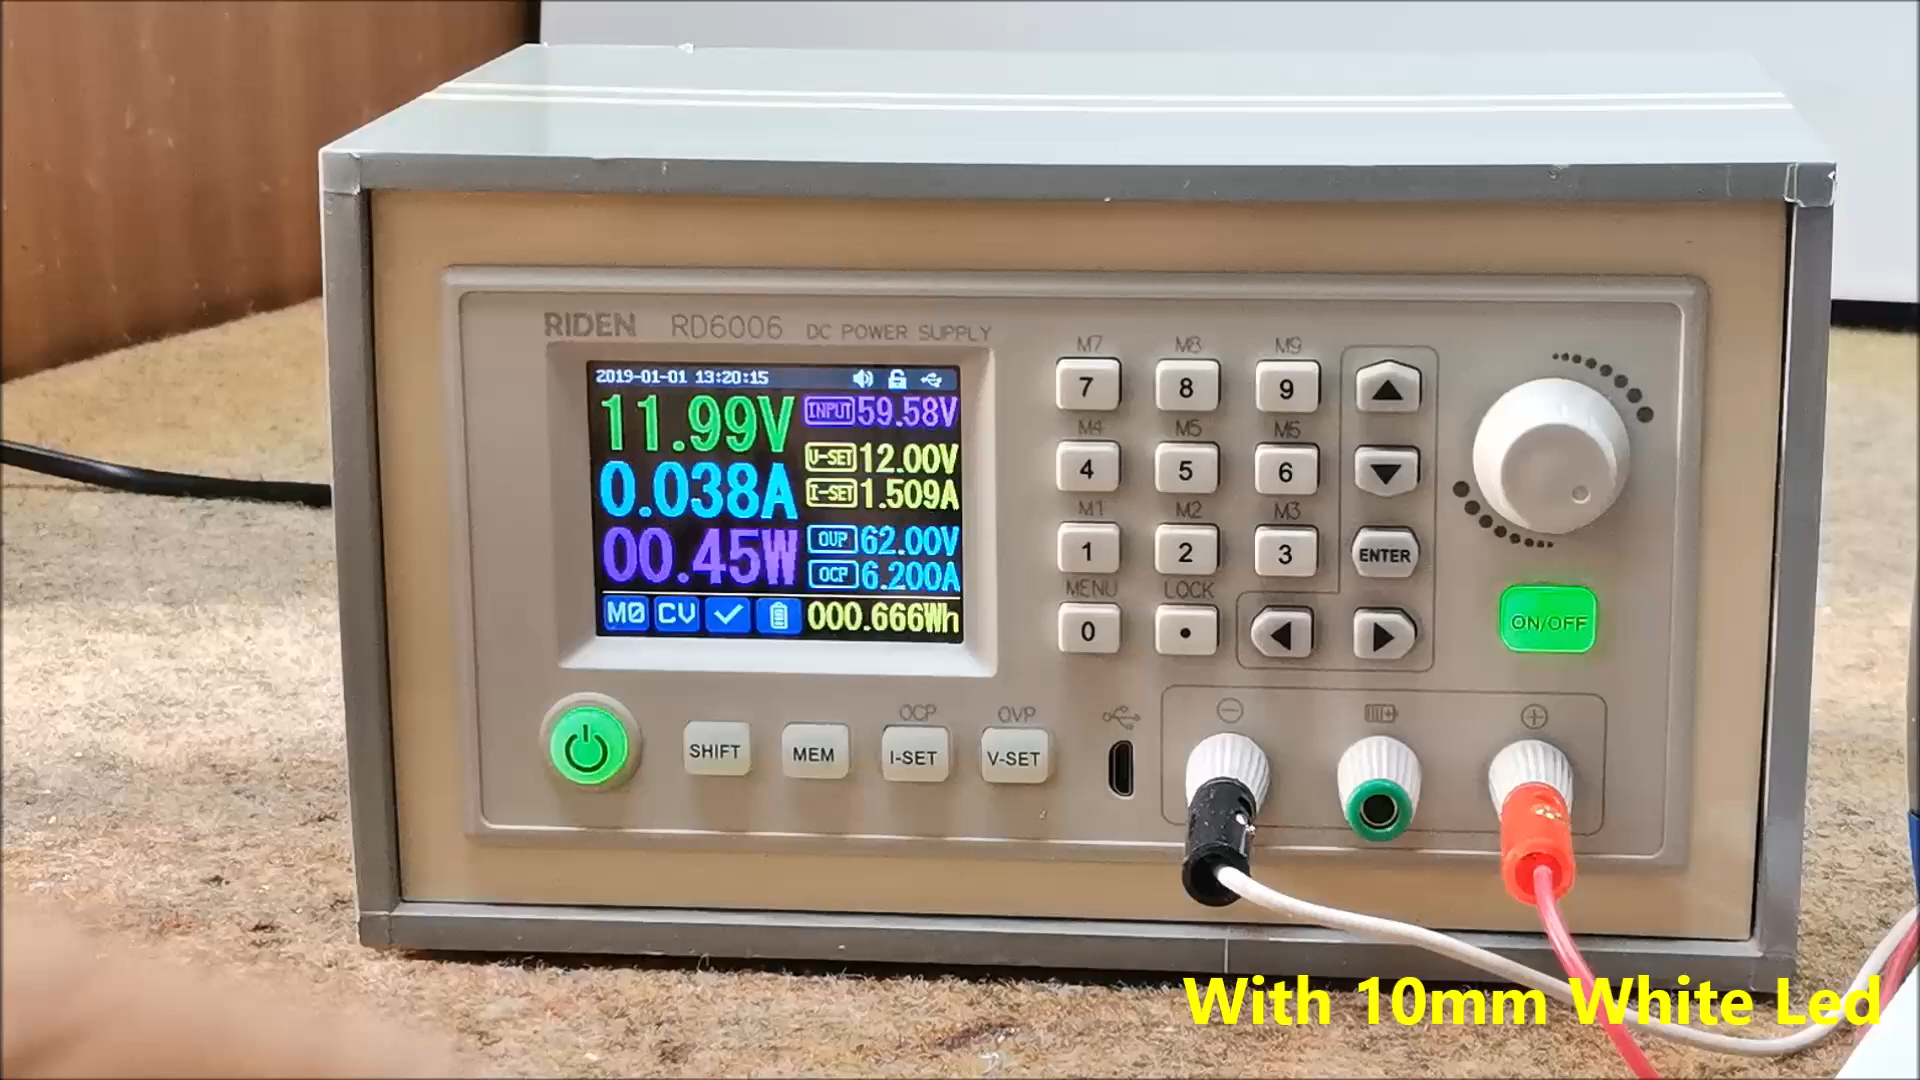 RIDEN RD6006 DC POWER SUPPLY
2019-01-01 13:20:15
11.99V
0.038A
00.45W
INPUT 59.58V
V-SET 12.00V
I-SET 1.509A
OVP 62.00V
OCP 6.200A
M0 CV 000.666Wh
M7 M8 M9
7 8 9
M4 M5 M6
4 5 6
M1 M2 M3
1 2 3 ENTER
MENU LOCK
0 •
ON/OFF
OCP OVP
SHIFT MEM I-SET V-SET
With 10mm White Led